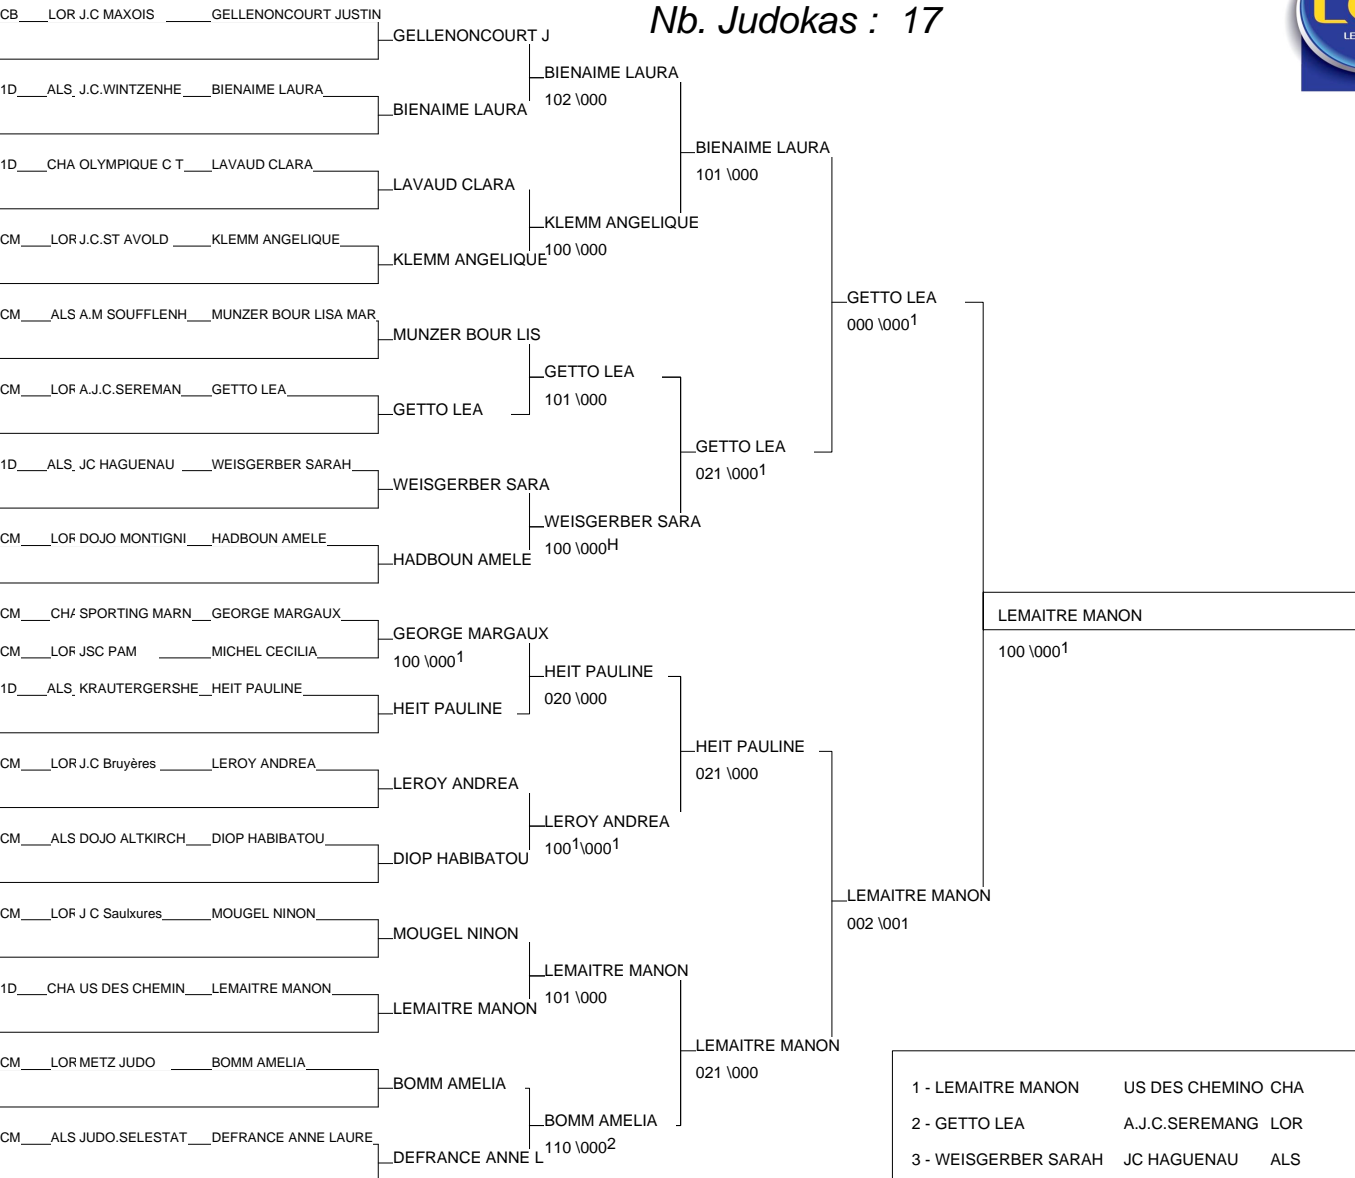 Nb. Judokas : 17
LE
CB LOR J.C MAXOIS GELLENONCOURT JUSTIN
GELLENONCOURT J
BIENAIME LAURA
102 \000
1D ALS J.C.WINTZENHE BIENAIME LAURA
BIENAIME LAURA
BIENAIME LAURA
101 \000
1D CHA OLYMPIQUE C T LAVAUD CLARA
LAVAUD CLARA
KLEMM ANGELIQUE
100 \000
CM LOR J.C.ST AVOLD KLEMM ANGELIQUE
KLEMM ANGELIQUE
GETTO LEA
000 \0001
CM ALS A.M SOUFFLENH MUNZER BOUR LISA MAR
MUNZER BOUR LIS
GETTO LEA
101 \000
CM LOR A.J.C.SEREMAN GETTO LEA
GETTO LEA
GETTO LEA
021 \0001
1D ALS JC HAGUENAU WEISGERBER SARAH
WEISGERBER SARA
WEISGERBER SARA
100 \000H
CM LOR DOJO MONTIGNI HADBOUN AMELE
HADBOUN AMELE
LEMAITRE MANON
100 \0001
CM CHA SPORTING MARN GEORGE MARGAUX
GEORGE MARGAUX
100 \0001
CM LOR JSC PAM MICHEL CECILIA
HEIT PAULINE
020 \000
1D ALS KRAUTERGERSHE HEIT PAULINE
HEIT PAULINE
HEIT PAULINE
021 \000
CM LOR J.C Bruyères LEROY ANDREA
LEROY ANDREA
LEROY ANDREA
1001\0001
CM ALS DOJO ALTKIRCH DIOP HABIBATOU
DIOP HABIBATOU
LEMAITRE MANON
002 \001
CM LOR J C Saulxures MOUGEL NINON
MOUGEL NINON
LEMAITRE MANON
101 \000
1D CHA US DES CHEMIN LEMAITRE MANON
LEMAITRE MANON
LEMAITRE MANON
021 \000
CM LOR METZ JUDO BOMM AMELIA
BOMM AMELIA
BOMM AMELIA
110 \0002
CM ALS JUDO.SELESTAT DEFRANCE ANNE LAURE
DEFRANCE ANNE L
1 - LEMAITRE MANON US DES CHEMINO CHA
2 - GETTO LEA A.J.C.SEREMANG LOR
3 - WEISGERBER SARAH JC HAGUENAU ALS